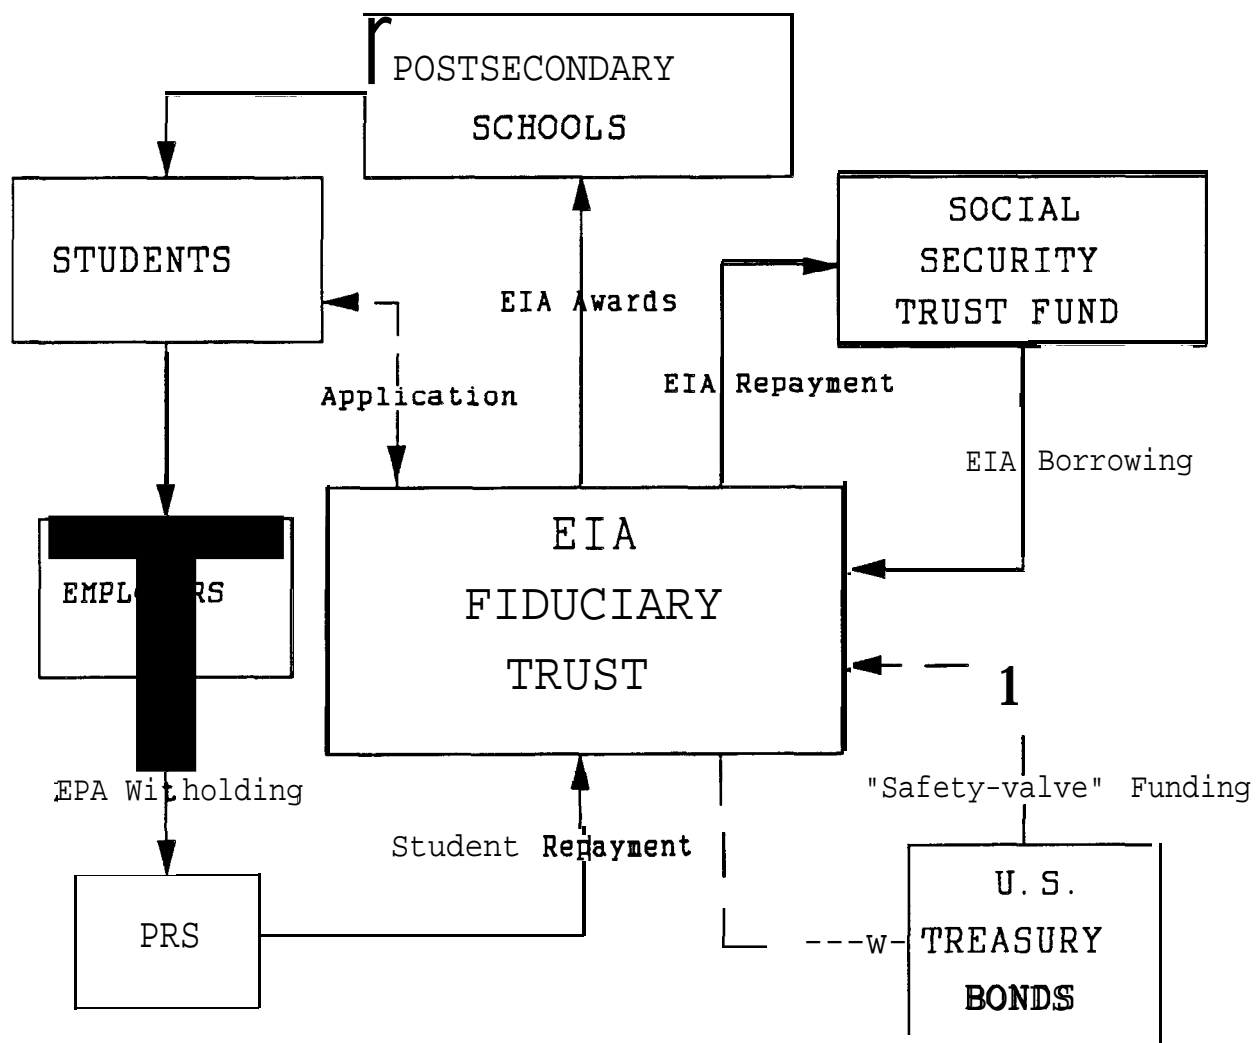 POSTSECONDARY
SCHOOLS
STUDENTS
SOCIAL
SECURITY
TRUST FUND
EIA Awards
EIA Repayment
Application
EIA Borrowing
EIA
FIDUCIARY
TRUST
1
EPA Witholding
"Safety-valve" Funding
Student Repayment
U.S.
PRS
---w- TREASURY
BONDS